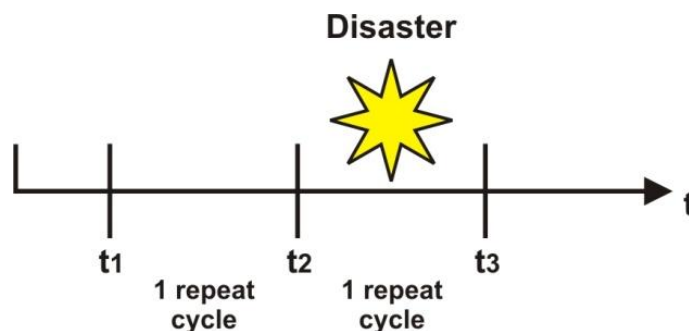 Disaster
t
t1 t2 t3
1 repeat 1 repeat
cycle cycle